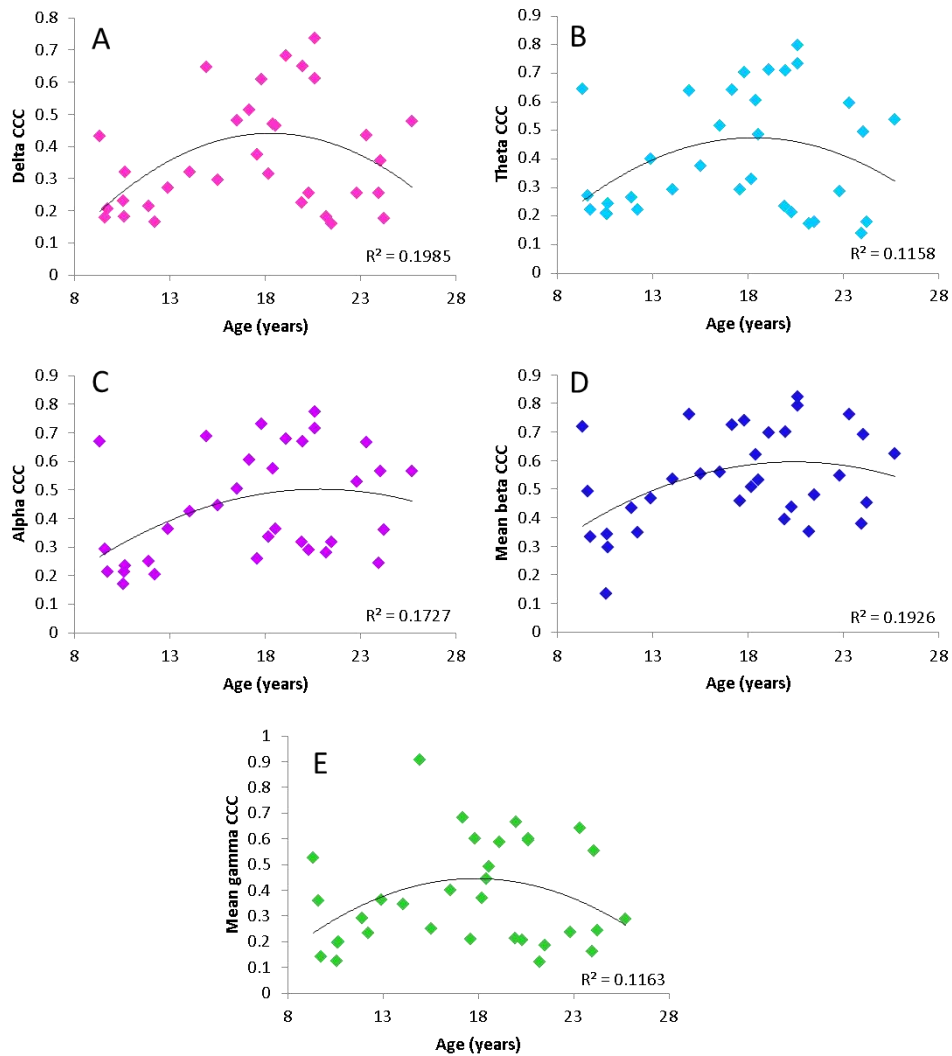 A
Delta CCC
0.8
0.7
0.6
0.5
0.4
0.3
0.2
0.1
0
R² = 0.1985
8 13 18 23 28
Age (years)
B
Theta CCC
0.9
0.8
0.7
0.6
0.5
0.4
0.3
0.2
0.1
0
R² = 0.1158
8 13 18 23 28
Age (years)
C
Alpha CCC
0.9
0.8
0.7
0.6
0.5
0.4
0.3
0.2
0.1
0
R² = 0.1727
8 13 18 23 28
Age (years)
D
Mean beta CCC
0.9
0.8
0.7
0.6
0.5
0.4
0.3
0.2
0.1
0
R² = 0.1926
8 13 18 23 28
Age (years)
E
Mean gamma CCC
1
0.9
0.8
0.7
0.6
0.5
0.4
0.3
0.2
0.1
0
R² = 0.1163
8 13 18 23 28
Age (years)